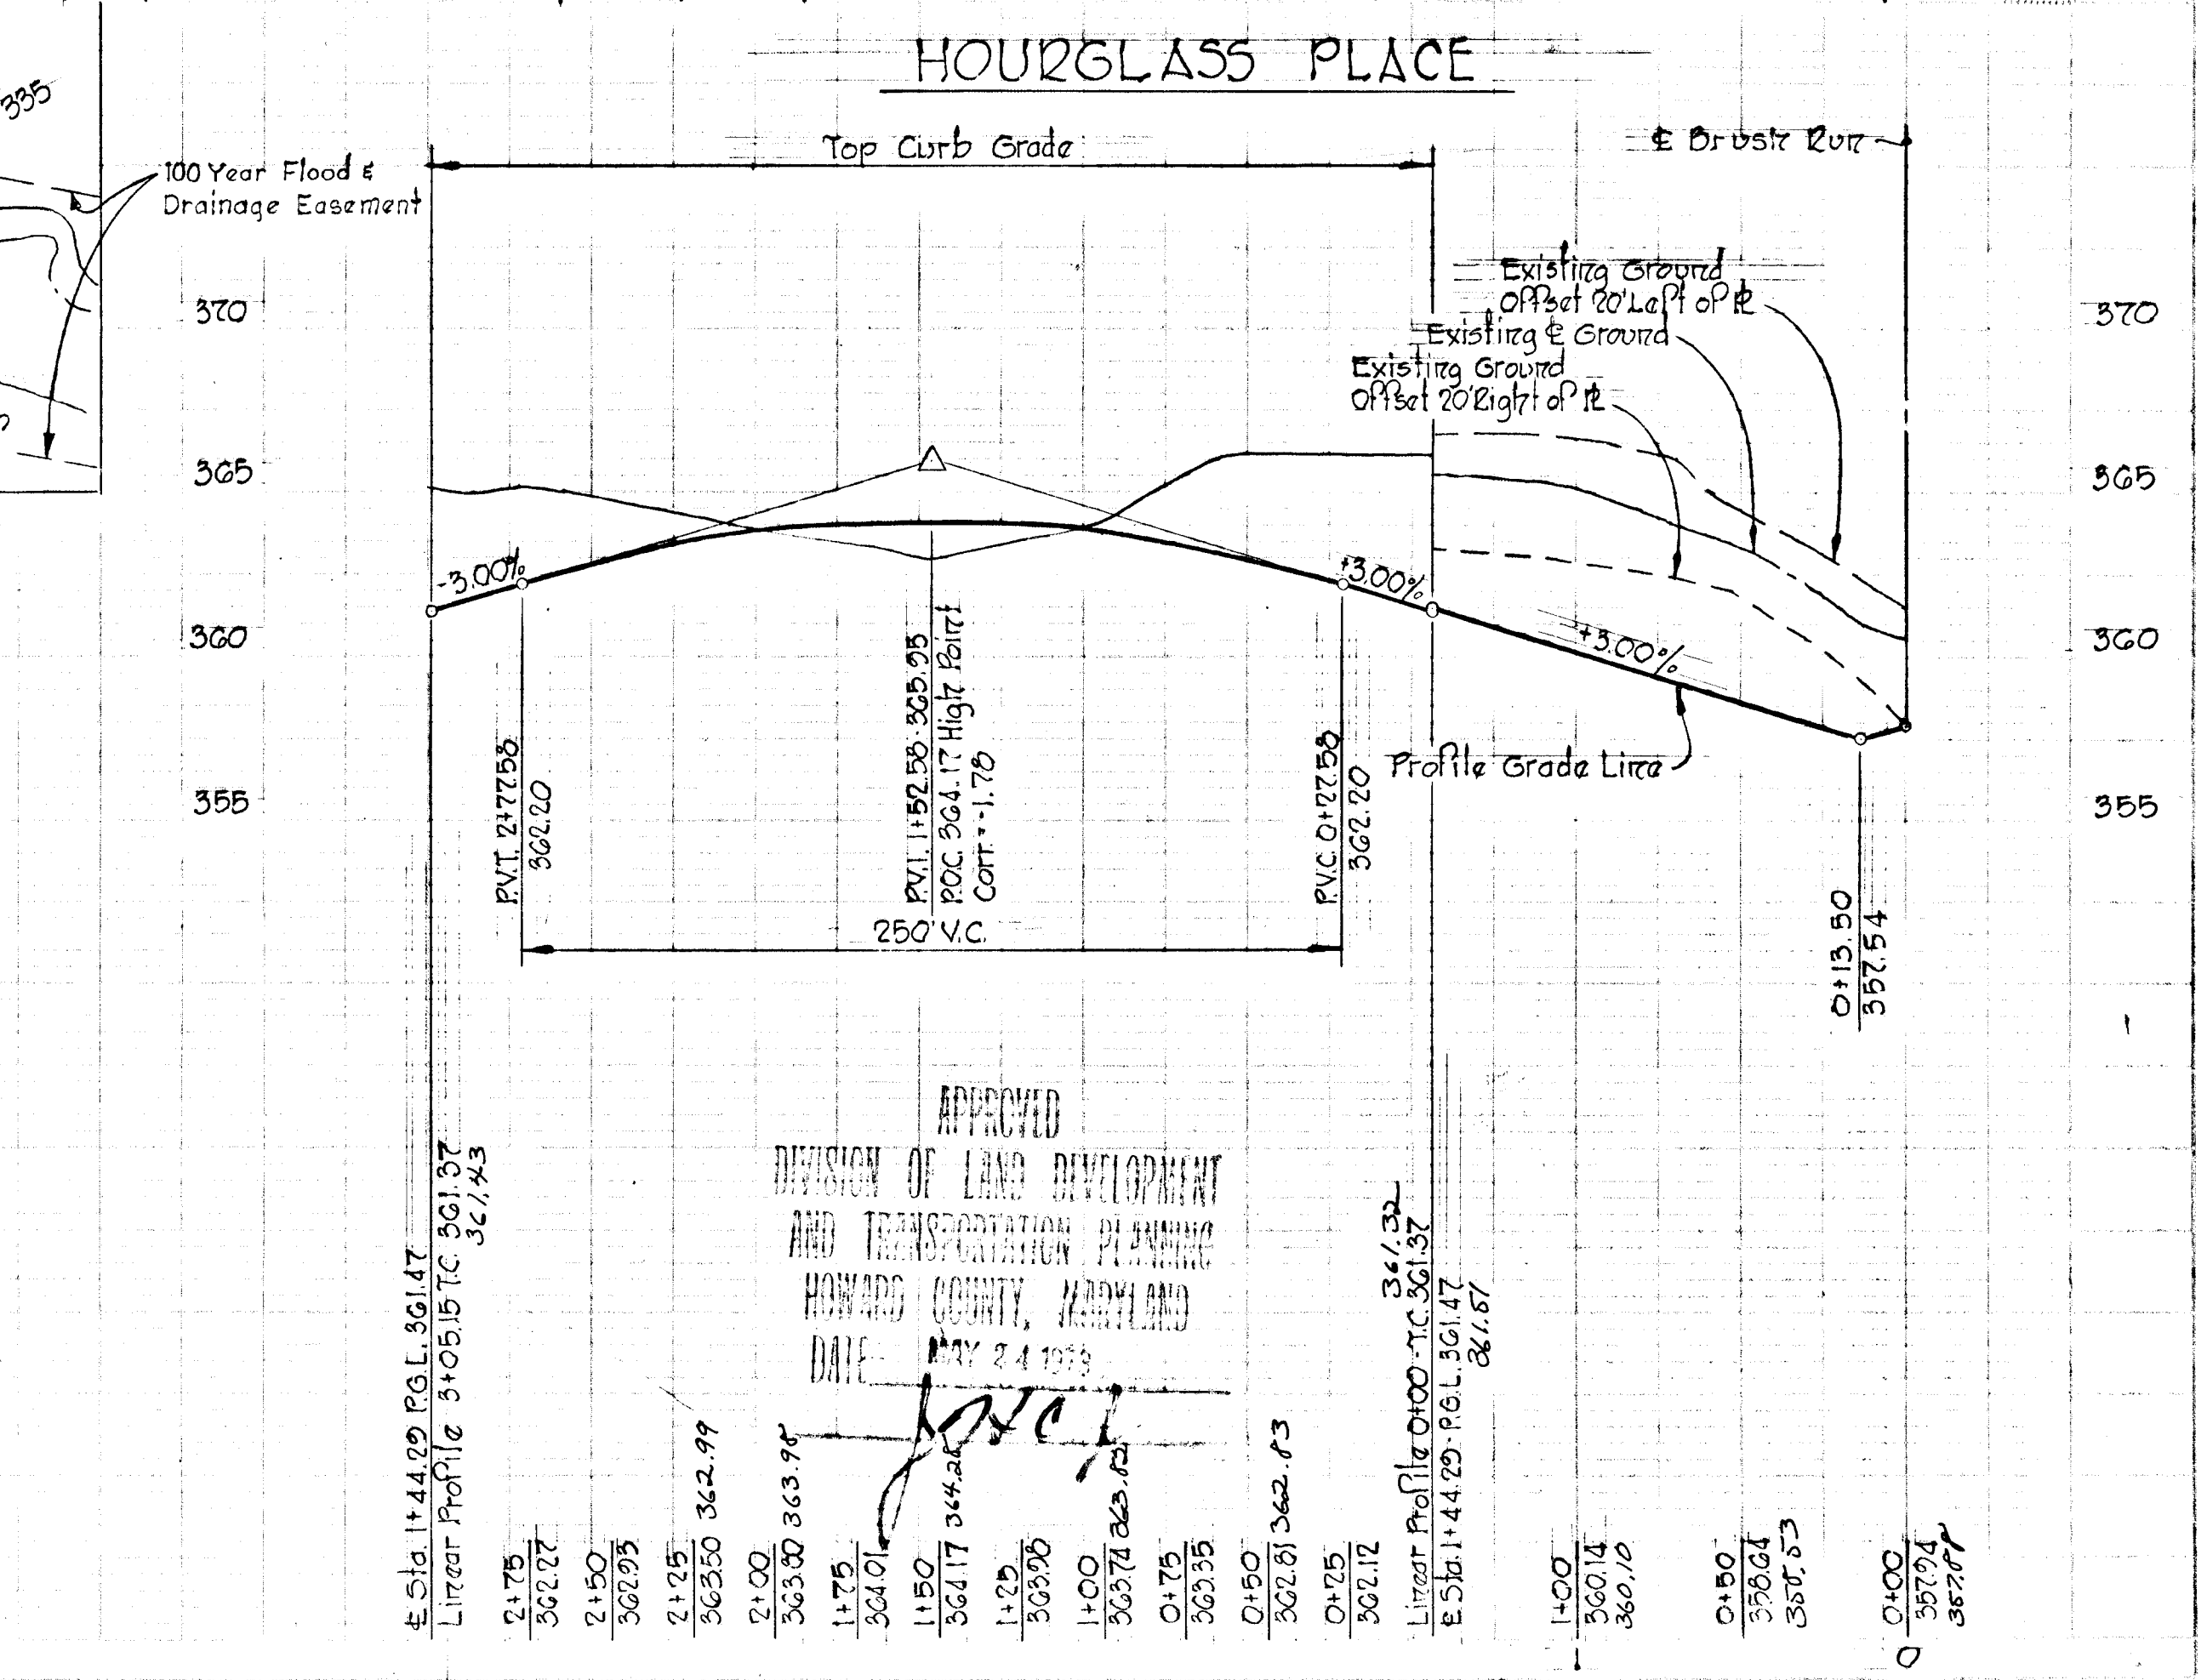 HOURGLASS PLACE
335
Top Curb Grade
℄ Brush Run
100 Year Flood &
Drainage Easement
Existing Ground
Offset 20' Left of ℄
Existing ℄ Ground
Existing Ground
Offset 20' Right of ℄
370
370
365
365
360
360
355
355
-3.00%
+3.00%
+3.00%
Profile Grade Line
P.V.T. 2+77.58
362.20
P.V.I. 1+52.58 - 365.95
P.O.C. 364.17 High Point
Corr. = -1.78
P.V.C. 0+27.58
362.20
250' V.C.
0+13.50
357.54
APPROVED
DIVISION OF LAND DEVELOPMENT
AND TRANSPORTATION PLANNING
HOWARD COUNTY, MARYLAND
DATE MAY 24
℄ Sta. 1+44.29 P.G.L. 361.47
Linear Profile 3+05.15 T.C. 361.37
361.43
2+75
362.27
2+50
362.93
2+25
363.50 362.99
2+00
363.80 363.98
1+75
364.01
1+50
364.17 364.28
1+25
363.98
1+00
363.74 363.82
0+75
363.35
0+50
362.81 362.83
0+25
362.12
361.32
Linear Profile 0+00 - T.C. 361.37
℄ Sta. 1+44.29 - P.G.L. 361.47
361.51
1+00
360.14
360.10
0+50
358.64
358.53
0+00
357.94
357.88
0